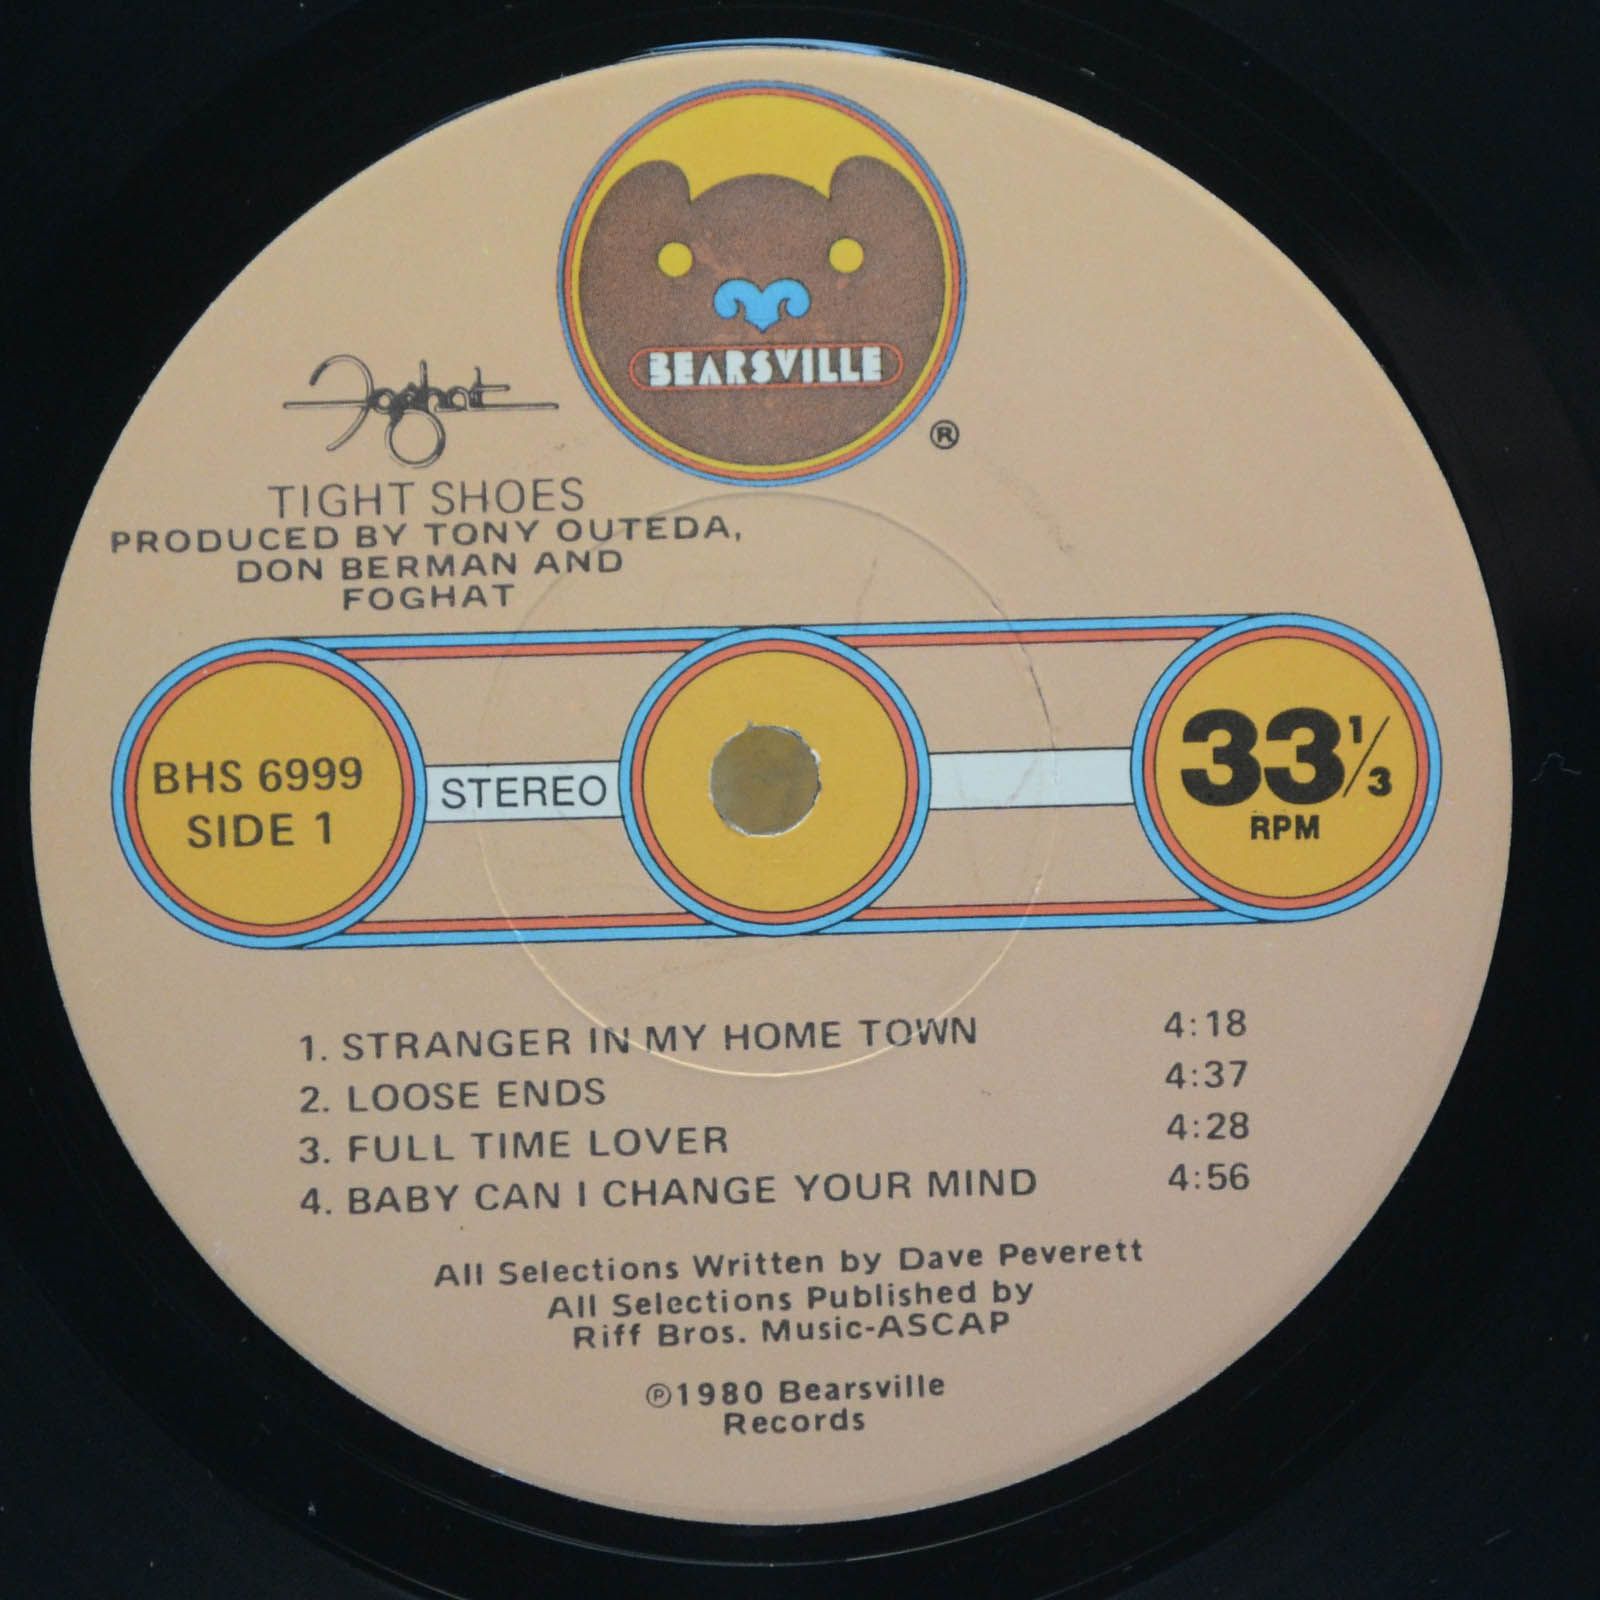 BEARSVILLE
®
Foghat
TIGHT SHOES
PRODUCED BY TONY OUTEDA,
DON BERMAN AND
FOGHAT
BHS 6999
SIDE 1
STEREO
33 1/3
RPM
1. STRANGER IN MY HOME TOWN 4:18
2. LOOSE ENDS 4:37
3. FULL TIME LOVER 4:28
4. BABY CAN I CHANGE YOUR MIND 4:56
All Selections Written by Dave Peverett
All Selections Published by
Riff Bros. Music-ASCAP
℗1980 Bearsville
Records